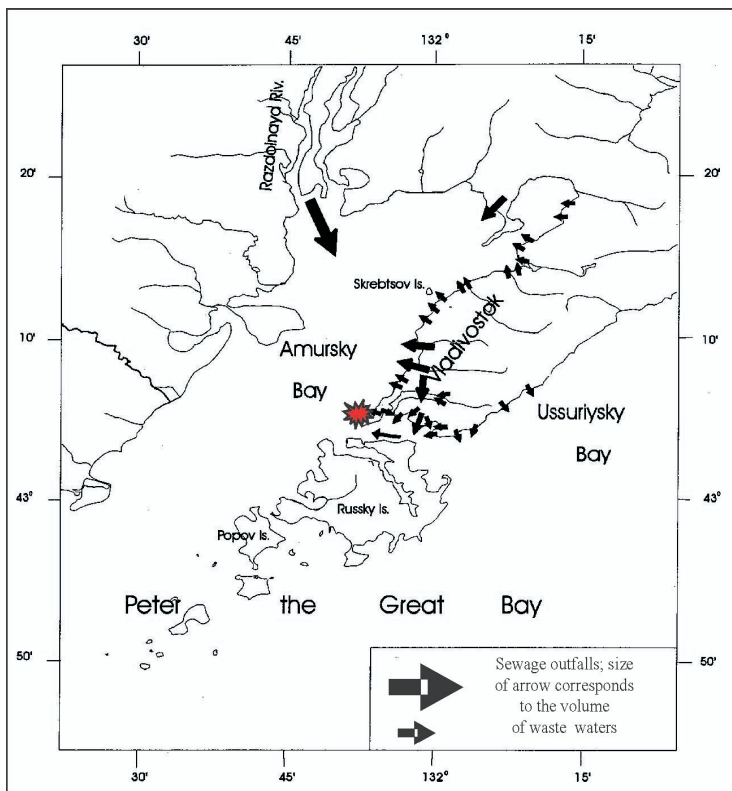 30'
45'
132°
15'
Razdolnayd Riv.
20'
20'
Skrebtsov Is.
Vladivostok
10'
10'
Amursky
Bay
Ussuriysky
Bay
43°
43°
Russky Is.
Popov Is.
Peter the Great Bay
50'
50'
Sewage outfalls; size
of arrow corresponds
to the volume
of waste waters
30'
45'
132°
15'